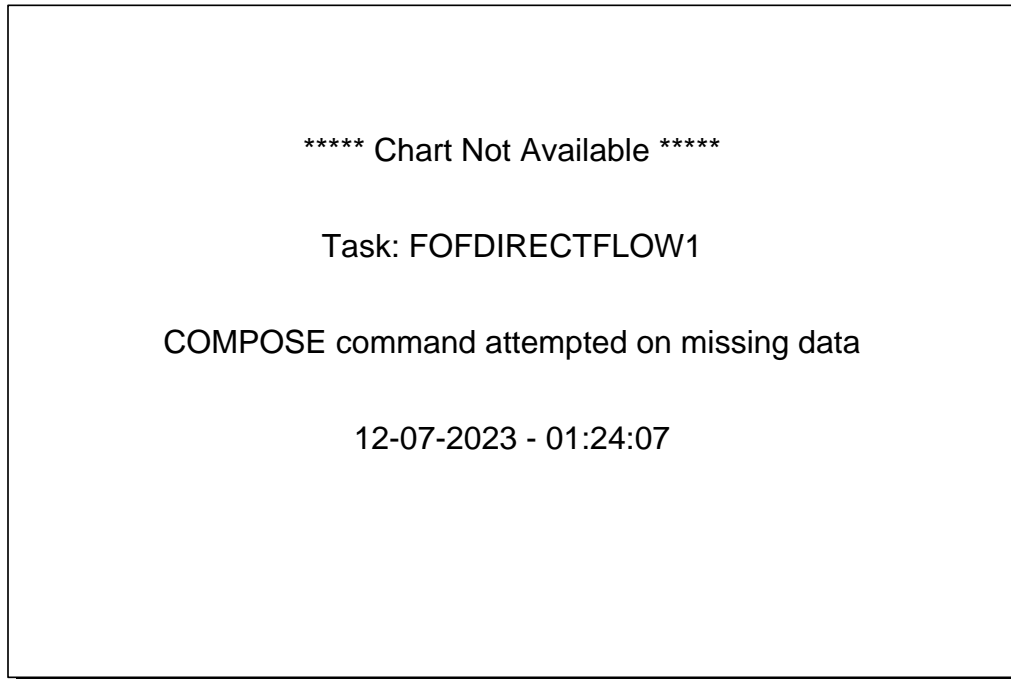 ***** Chart Not Available *****
Task: FOFDIRECTFLOW1
COMPOSE command attempted on missing data
12-07-2023 - 01:24:07